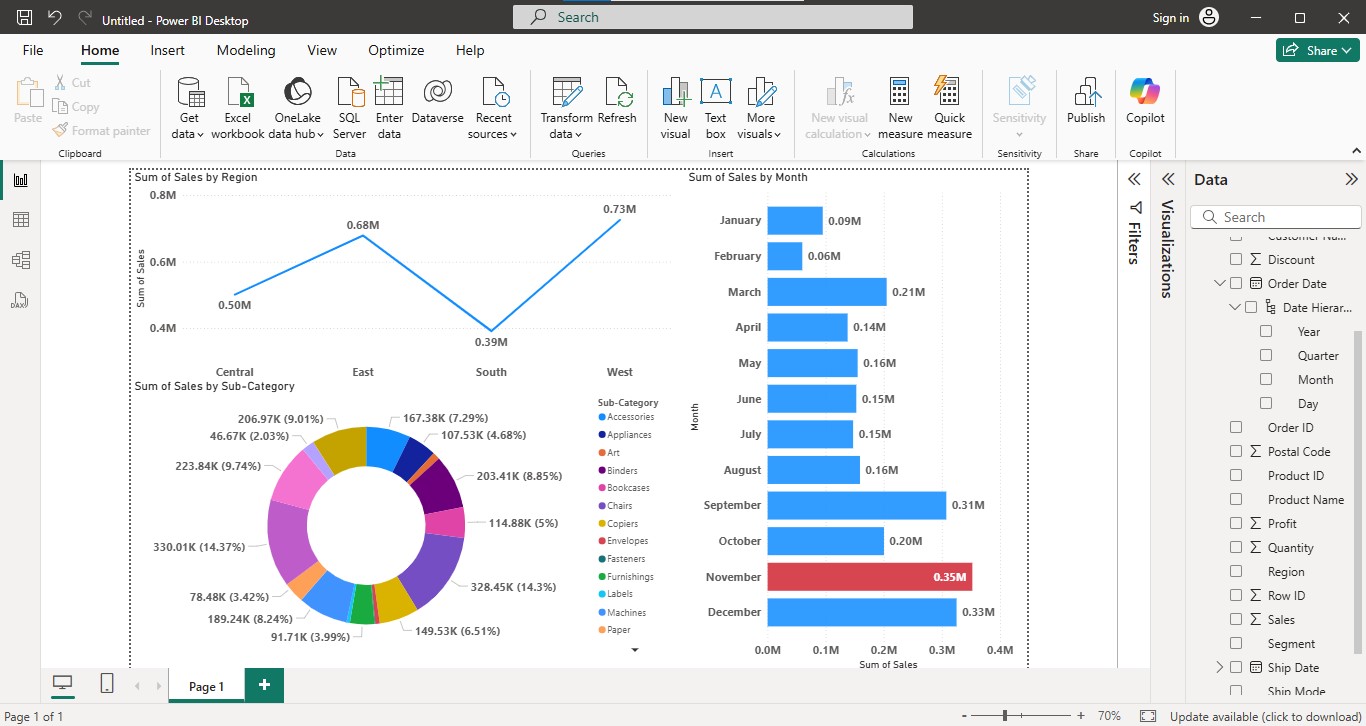 Untitled - Power BI Desktop
Search
Sign in
File Home Insert Modeling View Optimize Help
Share
Paste
Cut
Copy
Format painter
Clipboard
Get data
Excel workbook
OneLake data hub
SQL Server
Enter data
Dataverse
Recent sources
Data
Transform data
Refresh
Queries
New visual
Text box
More visuals
Insert
New visual calculation
New measure
Quick measure
Calculations
Sensitivity
Sensitivity
Publish
Share
Copilot
Copilot
DAX
Sum of Sales by Region
Sum of Sales
0.8M
0.6M
0.4M
0.50M
0.68M
0.39M
0.73M
Central East South West
Sum of Sales by Sub-Category
206.97K (9.01%)
46.67K (2.03%)
223.84K (9.74%)
330.01K (14.37%)
78.48K (3.42%)
189.24K (8.24%)
91.71K (3.99%)
167.38K (7.29%)
107.53K (4.68%)
203.41K (8.85%)
114.88K (5%)
328.45K (14.3%)
149.53K (6.51%)
Sub-Category
Accessories
Appliances
Art
Binders
Bookcases
Chairs
Copiers
Envelopes
Fasteners
Furnishings
Labels
Machines
Paper
Sum of Sales by Month
Month
January 0.09M
February 0.06M
March 0.21M
April 0.14M
May 0.16M
June 0.15M
July 0.15M
August 0.16M
September 0.31M
October 0.20M
November 0.35M
December 0.33M
0.0M 0.1M 0.2M 0.3M 0.4M
Sum of Sales
Filters
Visualizations
Data
Search
Customer Na...
Discount
Order Date
Date Hierar...
Year
Quarter
Month
Day
Order ID
Postal Code
Product ID
Product Name
Profit
Quantity
Region
Row ID
Sales
Segment
Ship Date
Ship Mode
Page 1
Page 1 of 1
70%
Update available (click to download)